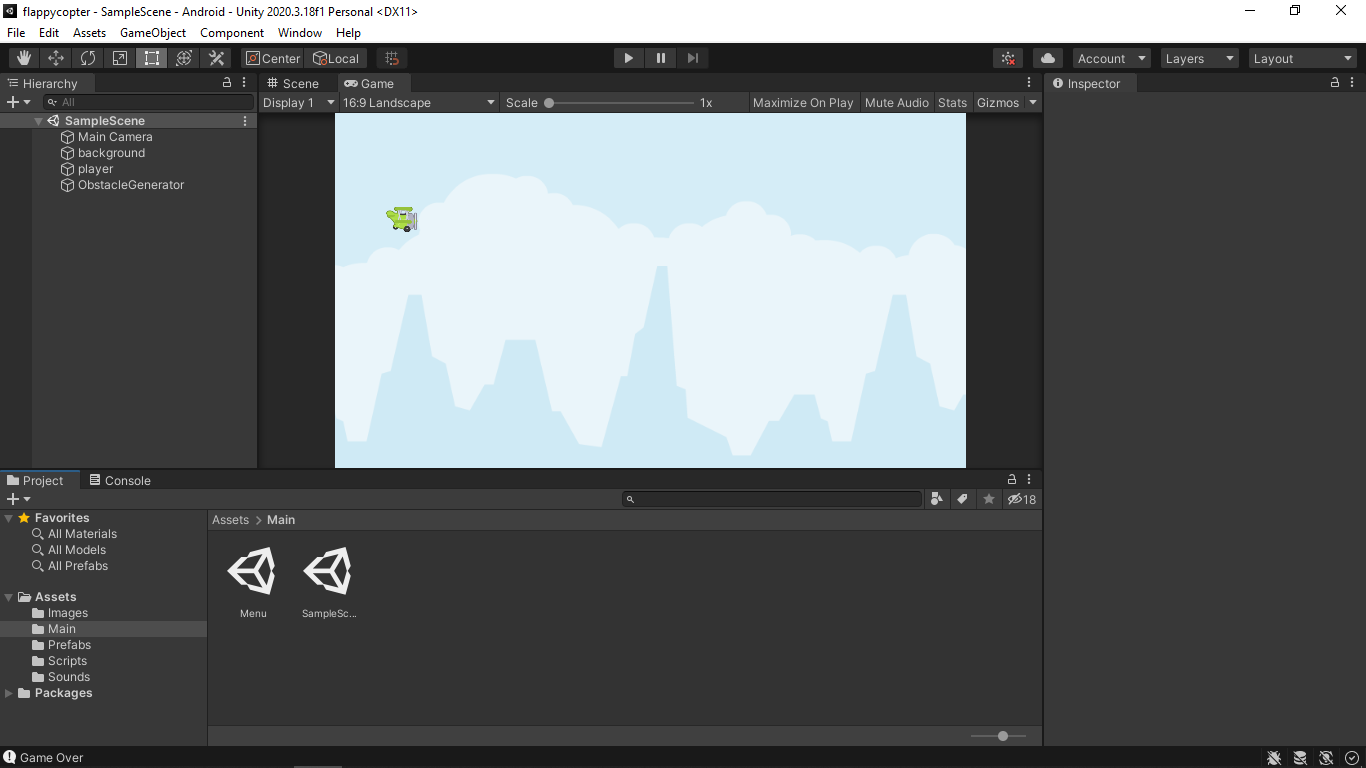 flappycopter - SampleScene - Android - Unity 2020.3.18f1 Personal <DX11>
File Edit Assets GameObject Component Window Help
Center Local Account Layers Layout
Hierarchy
All
SampleScene
Main Camera
background
player
ObstacleGenerator
Scene Game
Display 1 16:9 Landscape Scale 1x Maximize On Play Mute Audio Stats Gizmos
Inspector
Project Console
18
Favorites
All Materials
All Models
All Prefabs
Assets
Images
Main
Prefabs
Scripts
Sounds
Packages
Assets > Main
Menu SampleSc...
Game Over